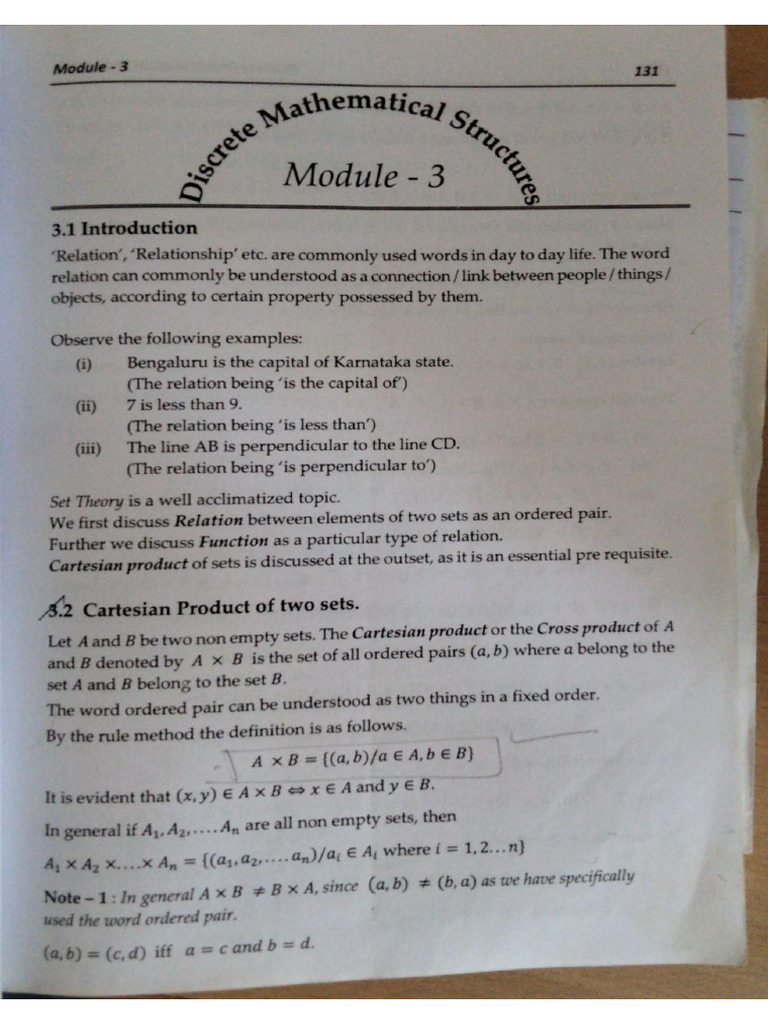 Module - 3
131
Discrete Mathematical Structures
Module - 3
3.1 Introduction
'Relation', 'Relationship' etc. are commonly used words in day to day life. The word
relation can commonly be understood as a connection / link between people / things /
objects, according to certain property possessed by them.
Observe the following examples:
(i) Bengaluru is the capital of Karnataka state.
(The relation being 'is the capital of')
(ii) 7 is less than 9.
(The relation being 'is less than')
(iii) The line AB is perpendicular to the line CD.
(The relation being 'is perpendicular to')
Set Theory is a well acclimatized topic.
We first discuss Relation between elements of two sets as an ordered pair.
Further we discuss Function as a particular type of relation.
Cartesian product of sets is discussed at the outset, as it is an essential pre requisite.
3.2 Cartesian Product of two sets.
Let A and B be two non empty sets. The Cartesian product or the Cross product of A
and B denoted by A × B is the set of all ordered pairs (a, b) where a belong to the
set A and B belong to the set B.
The word ordered pair can be understood as two things in a fixed order.
By the rule method the definition is as follows.
A × B = {(a, b)/a ∈ A, b ∈ B}
It is evident that (x, y) ∈ A × B ⇔ x ∈ A and y ∈ B.
In general if A₁, A₂, .... Aₙ are all non empty sets, then
A₁ × A₂ ×....× Aₙ = {(a₁, a₂, .... aₙ)/aᵢ ∈ Aᵢ where i = 1, 2...n}
Note – 1 : In general A × B ≠ B × A, since (a, b) ≠ (b, a) as we have specifically
used the word ordered pair.
(a, b) = (c, d) iff a = c and b = d.